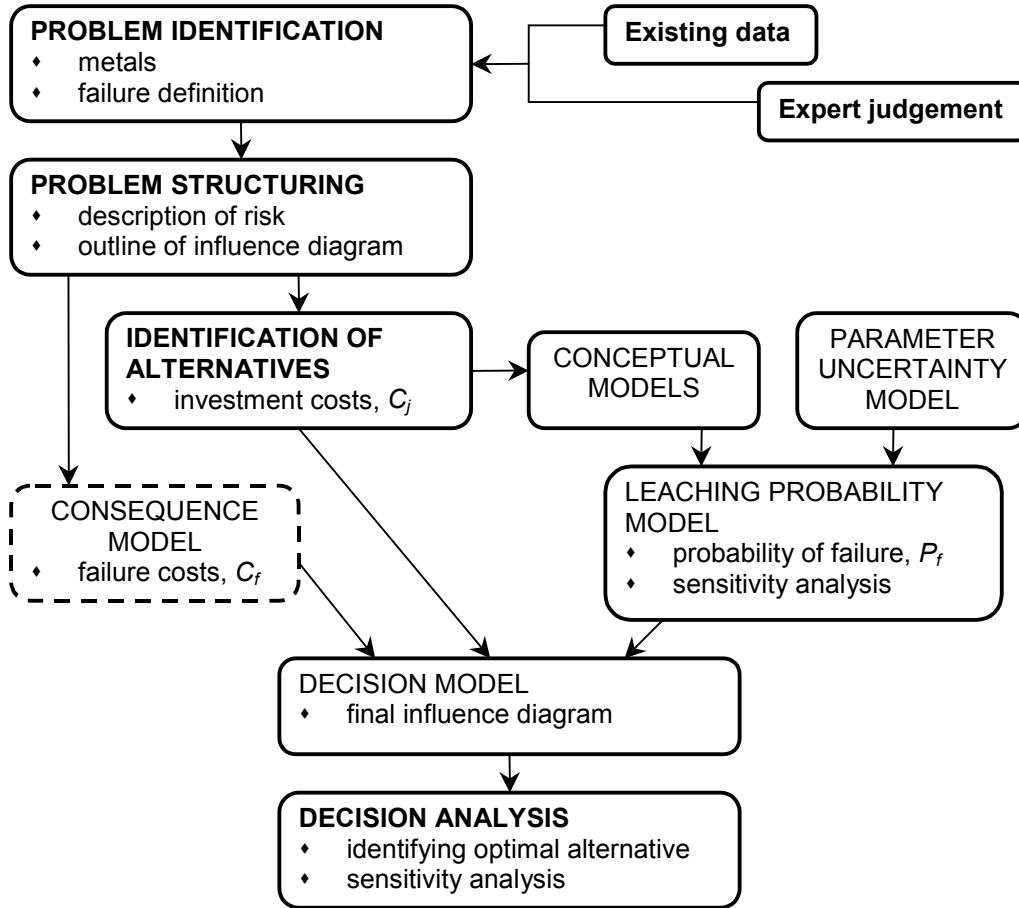 PROBLEM IDENTIFICATION
⬧ metals
⬧ failure definition
Existing data
Expert judgement
PROBLEM STRUCTURING
⬧ description of risk
⬧ outline of influence diagram
IDENTIFICATION OF
ALTERNATIVES
⬧ investment costs, Cj
CONCEPTUAL
MODELS
PARAMETER
UNCERTAINTY
MODEL
CONSEQUENCE
MODEL
⬧ failure costs, Cf
LEACHING PROBABILITY
MODEL
⬧ probability of failure, Pf
⬧ sensitivity analysis
DECISION MODEL
⬧ final influence diagram
DECISION ANALYSIS
⬧ identifying optimal alternative
⬧ sensitivity analysis